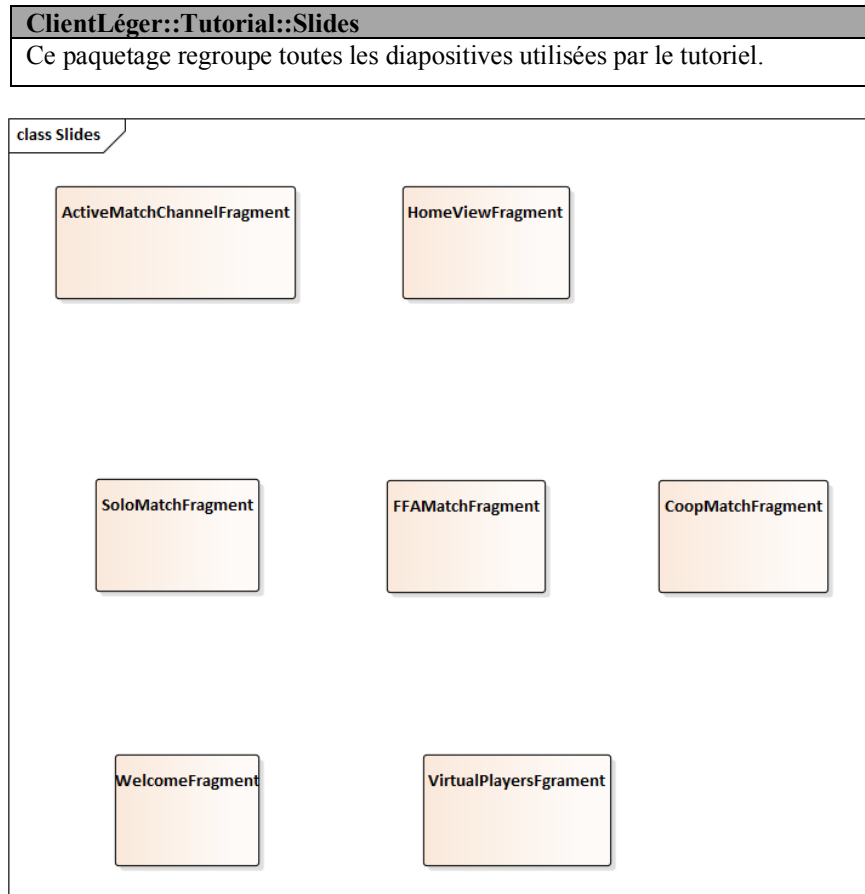 ClientLéger::Tutorial::Slides
Ce paquetage regroupe toutes les diapositives utilisées par le tutoriel.
class Slides
ActiveMatchChannelFragment
HomeViewFragment
SoloMatchFragment
FFAMatchFragment
CoopMatchFragment
WelcomeFragment
VirtualPlayersFgrament